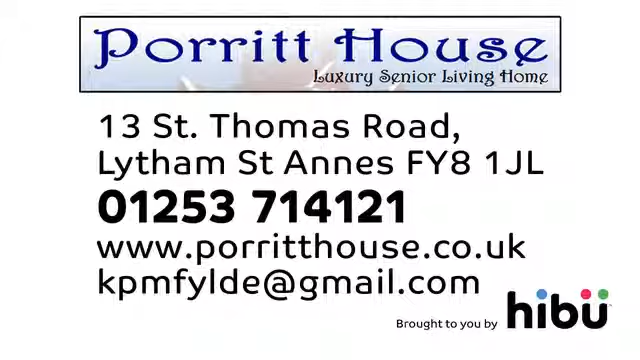 Porritt House
Luxury Senior Living Home
13 St. Thomas Road,
Lytham St Annes FY8 1JL
01253 714121
www.porritthouse.co.uk
kpmfylde@gmail.com
Brought to you by hibü